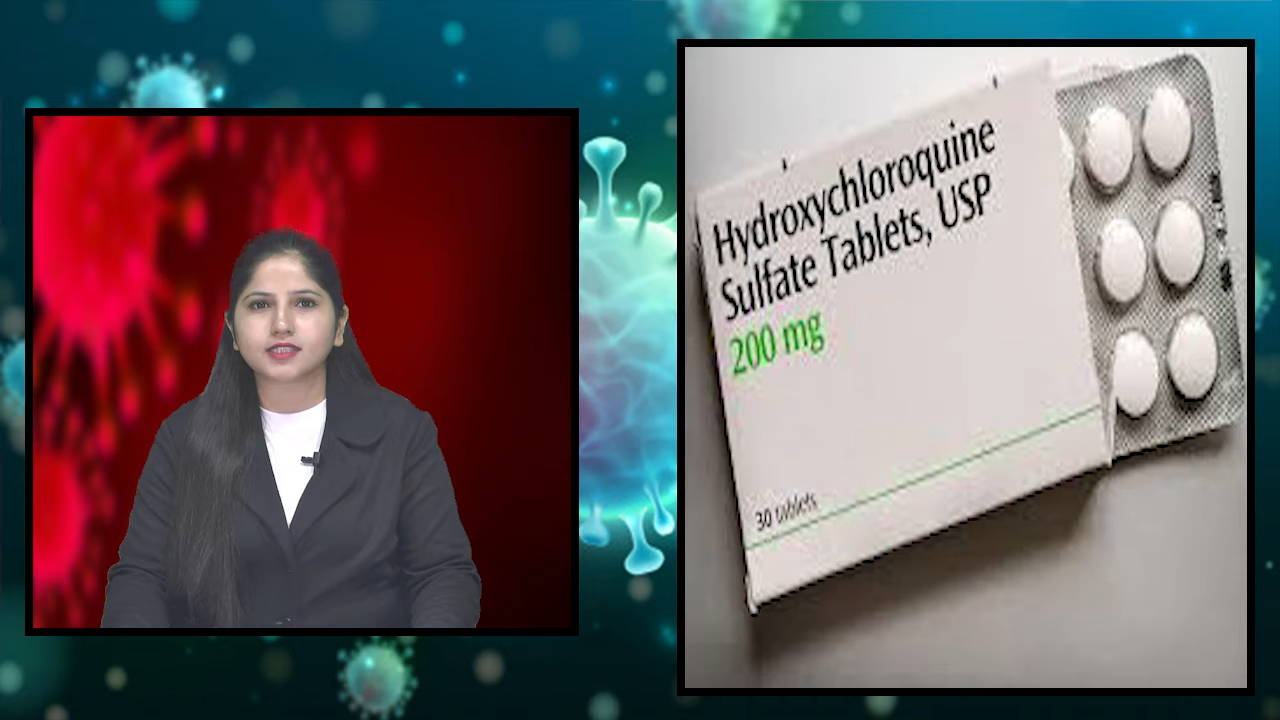 Hydroxychloroquine
Sulfate Tablets, USP
200 mg
30 tablets